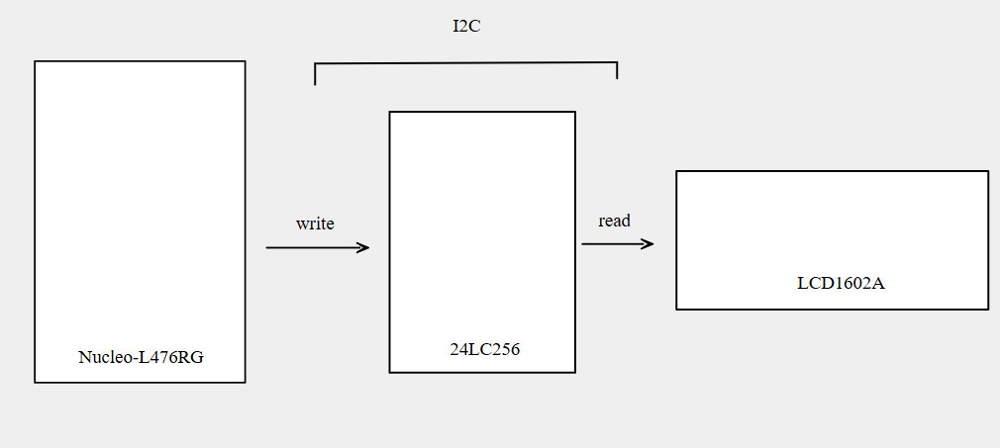 I2C
write
read
Nucleo-L476RG
24LC256
LCD1602A